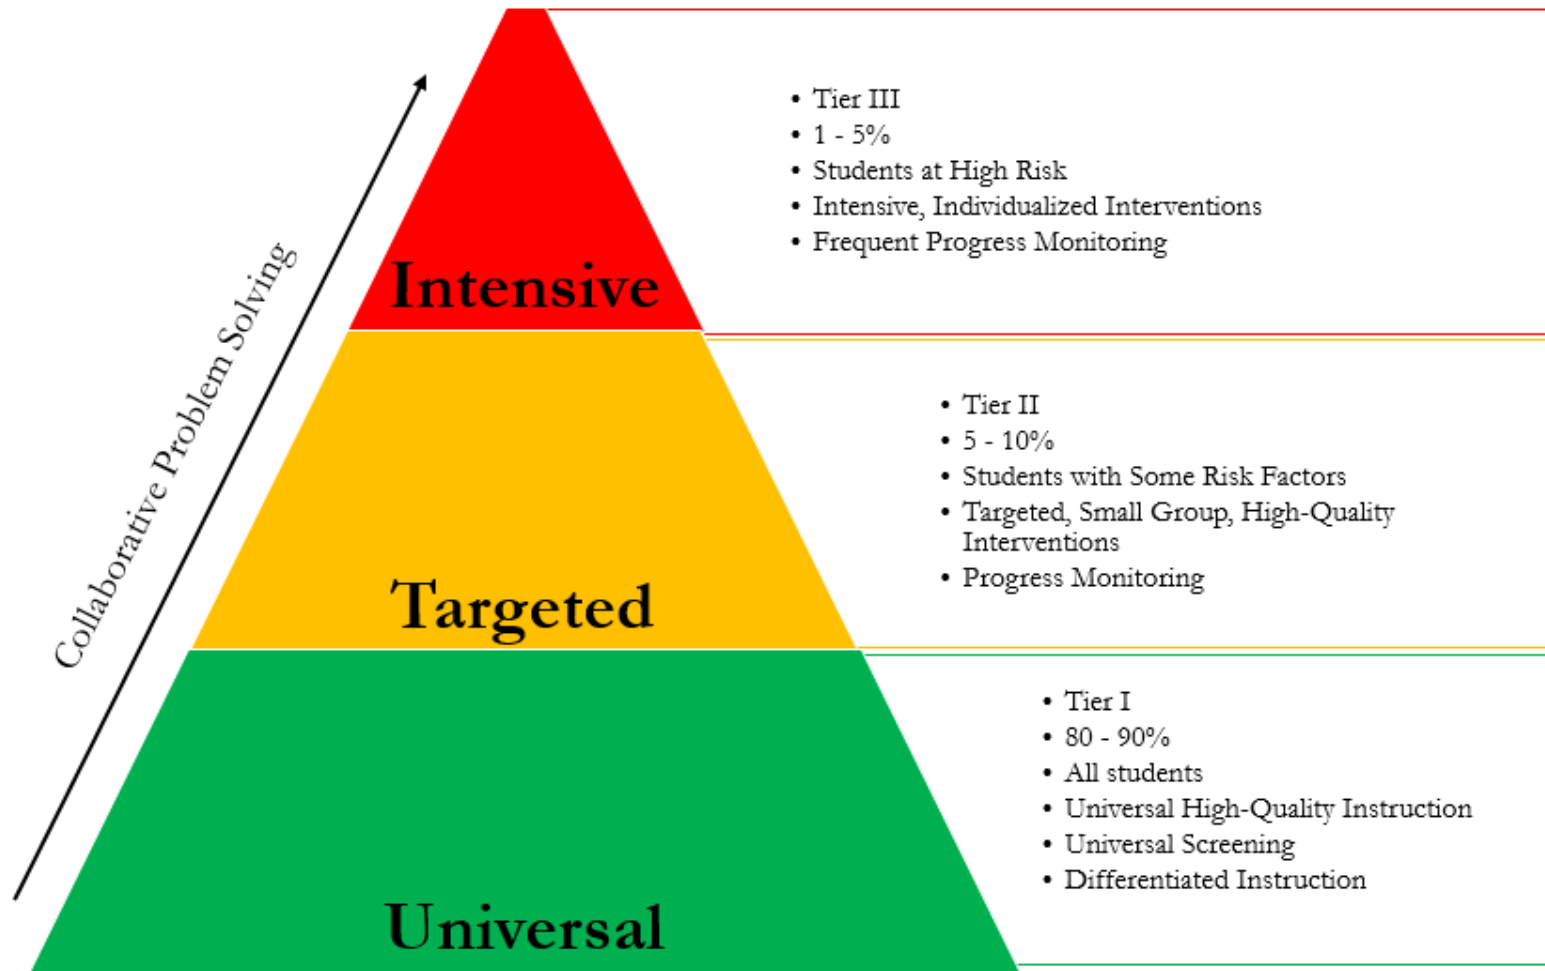 Collaborative Problem Solving
Intensive
• Tier III
• 1 - 5%
• Students at High Risk
• Intensive, Individualized Interventions
• Frequent Progress Monitoring
Targeted
• Tier II
• 5 - 10%
• Students with Some Risk Factors
• Targeted, Small Group, High-Quality
Interventions
• Progress Monitoring
Universal
• Tier I
• 80 - 90%
• All students
• Universal High-Quality Instruction
• Universal Screening
• Differentiated Instruction